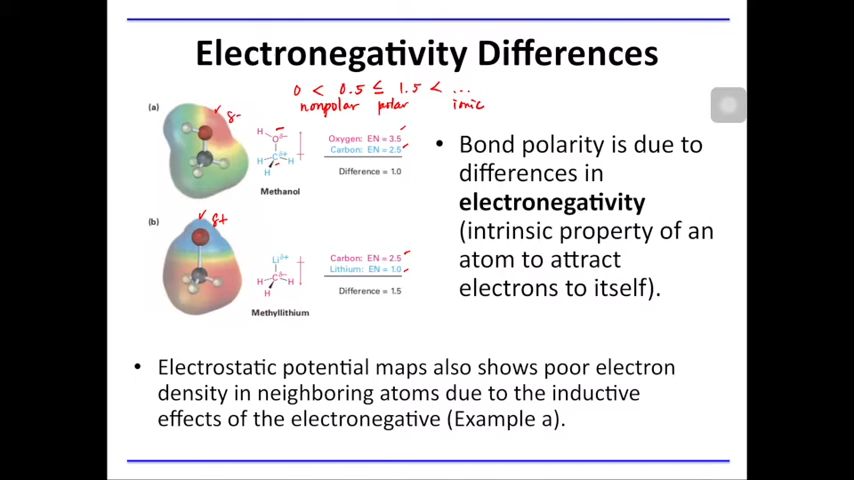 Electronegativity Differences
0 < 0.5 ≤ 1.5 < ...
nonpolar polar ionic
(a)
δ-
H
O δ-
C δ+
H H
H
Methanol
Oxygen: EN = 3.5
Carbon: EN = 2.5
Difference = 1.0
(b)
δ+
Li δ+
C δ-
H H
H
Methyllithium
Carbon: EN = 2.5
Lithium: EN = 1.0
Difference = 1.5
• Bond polarity is due to
differences in
electronegativity
(intrinsic property of an
atom to attract
electrons to itself).
• Electrostatic potential maps also shows poor electron
density in neighboring atoms due to the inductive
effects of the electronegative (Example a).